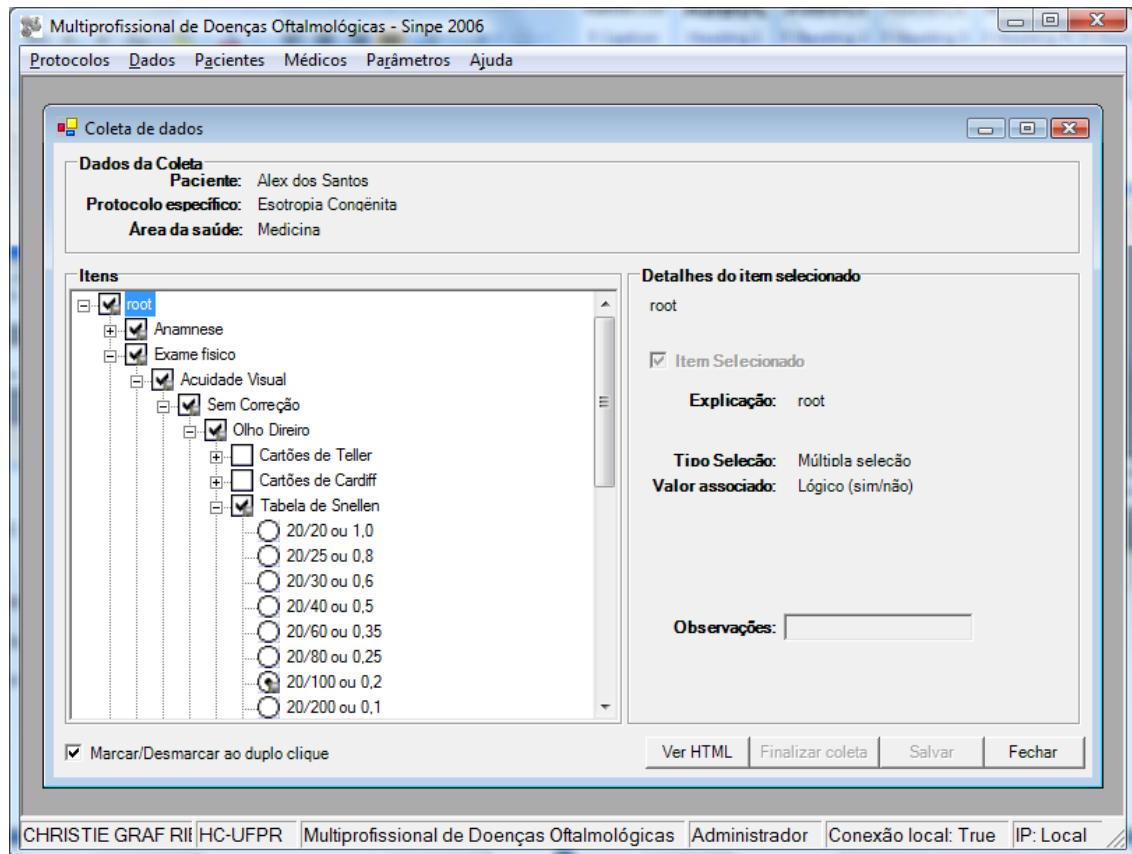 Multiprofissional de Doenças Oftalmológicas - Sinpe 2006
Protocolos Dados Pacientes Médicos Parâmetros Ajuda
Coleta de dados
Dados da Coleta
Paciente: Alex dos Santos
Protocolo específico: Esotropia Congênita
Área da saúde: Medicina
Itens
root
Anamnese
Exame fisico
Acuidade Visual
Sem Correção
Olho Direiro
Cartões de Teller
Cartões de Cardiff
Tabela de Snellen
20/20 ou 1,0
20/25 ou 0,8
20/30 ou 0,6
20/40 ou 0,5
20/60 ou 0,35
20/80 ou 0,25
20/100 ou 0,2
20/200 ou 0,1
Detalhes do item selecionado
root
Item Selecionado
Explicação: root
Tipo Seleção: Múltipla seleção
Valor associado: Lógico (sim/não)
Observações:
Marcar/Desmarcar ao duplo clique
Ver HTML Finalizar coleta Salvar Fechar
CHRISTIE GRAF RI HC-UFPR Multiprofissional de Doenças Oftalmológicas Administrador Conexão local: True IP: Local